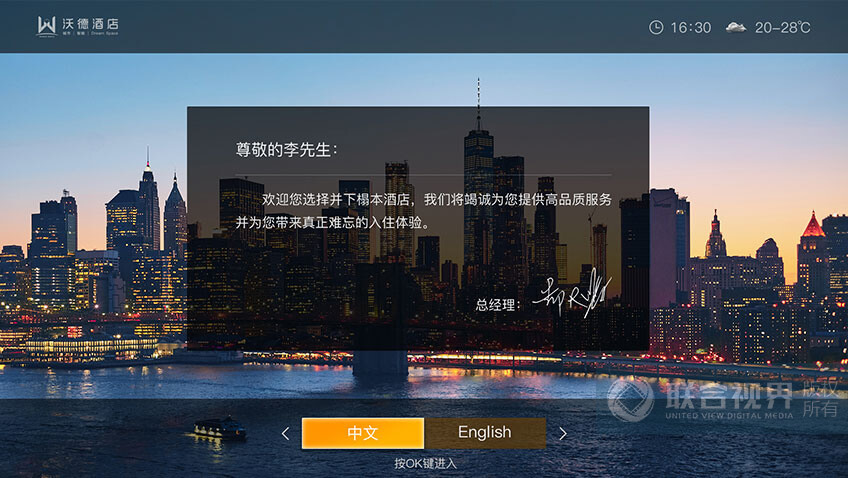 沃德酒店
Dream Space
16:30
20-28℃
尊敬的李先生：
欢迎您选择并下榻本酒店，我们将竭诚为您提供高品质服务
并为您带来真正难忘的入住体验。
总经理：
中文
English
按OK键进入
联合视界
UNITED VIEW DIGITAL MEDIA
版权
所有